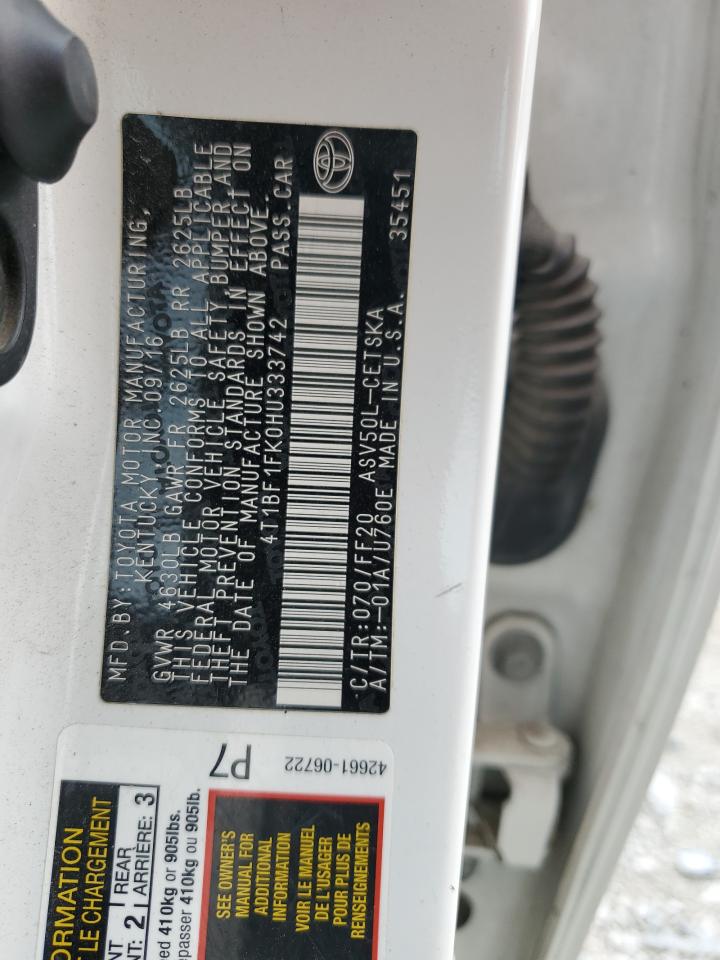 MFD.BY:TOYOTA MOTOR MANUFACTURING,
KENTUCKY, INC. 09/16
GVWR 4630LB GAWR FR 2625LB RR 2625LB
THIS VEHICLE CONFORMS TO ALL APPLICABLE
FEDERAL MOTOR VEHICLE SAFETY BUMPER AND
THEFT PREVENTION STANDARDS IN EFFECT ON
THE DATE OF MANUFACTURE SHOWN ABOVE.
4T1BF1FK0HU333742 PASS.CAR
C/TR:070/FF20 ASV50L-CETSKA
A/TM:-01A/U760E MADE IN U.S.A. 35451
ORMATION
T LE CHARGEMENT
NT 2 REAR 3
NT: ARRIÈRE:
eed 410kg or 905lbs.
epasser 410kg ou 905lb.
P7
SEE OWNER'S
MANUAL FOR
ADDITIONAL
INFORMATION
VOIR LE MANUEL
DE L'USAGER
POUR PLUS DE
RENSEIGNEMENTS
42661-06722